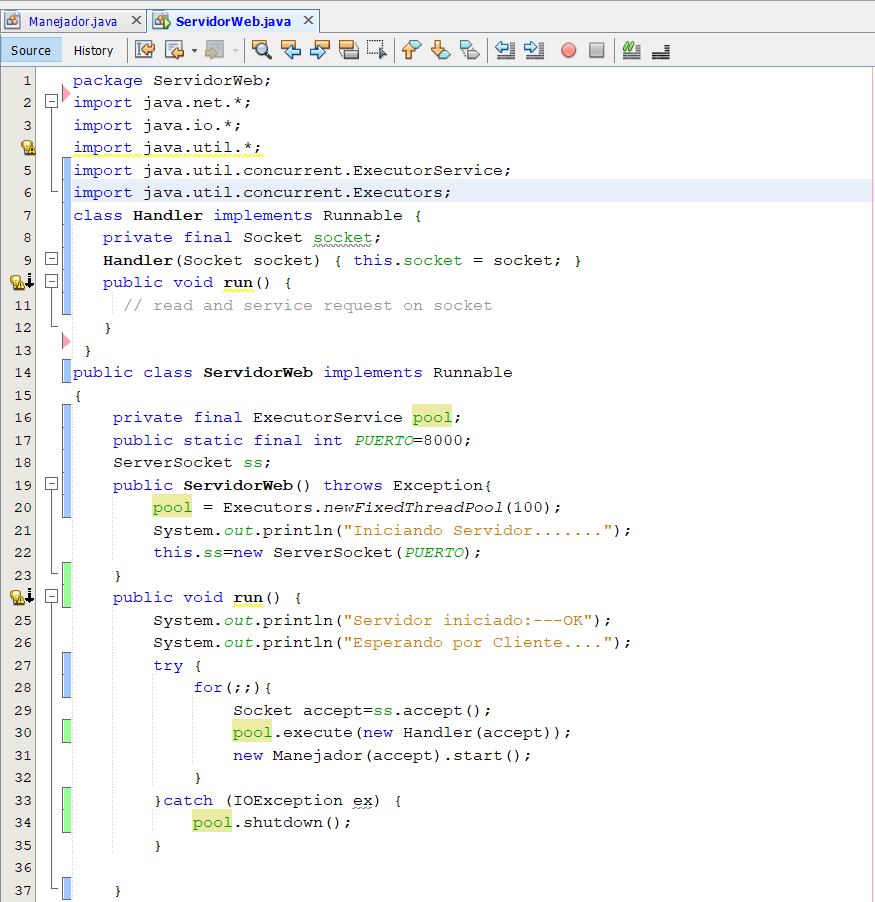 Manejador.java ServidorWeb.java
Source History
1 package ServidorWeb;
2 import java.net.*;
3 import java.io.*;
import java.util.*;
5 import java.util.concurrent.ExecutorService;
6 import java.util.concurrent.Executors;
7 class Handler implements Runnable {
8 private final Socket socket;
9 Handler(Socket socket) { this.socket = socket; }
public void run() {
11 // read and service request on socket
12 }
13 }
14 public class ServidorWeb implements Runnable
15 {
16 private final ExecutorService pool;
17 public static final int PUERTO=8000;
18 ServerSocket ss;
19 public ServidorWeb() throws Exception{
20 pool = Executors.newFixedThreadPool(100);
21 System.out.println("Iniciando Servidor.......");
22 this.ss=new ServerSocket(PUERTO);
23 }
public void run() {
25 System.out.println("Servidor iniciado:---OK");
26 System.out.println("Esperando por Cliente....");
27 try {
28 for(;;){
29 Socket accept=ss.accept();
30 pool.execute(new Handler(accept));
31 new Manejador(accept).start();
32 }
33 }catch (IOException ex) {
34 pool.shutdown();
35 }
36
37 }